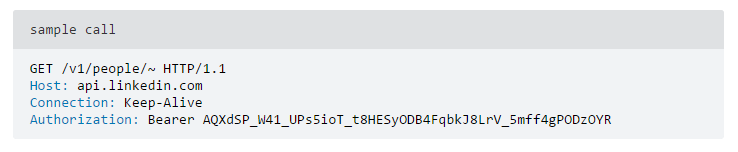 sample call
GET /v1/people/~ HTTP/1.1
Host: api.linkedin.com
Connection: Keep-Alive
Authorization: Bearer AQXdSP_W41_UPs5ioT_t8HESyODB4FqbkJ8LrV_5mff4gPODzOYR